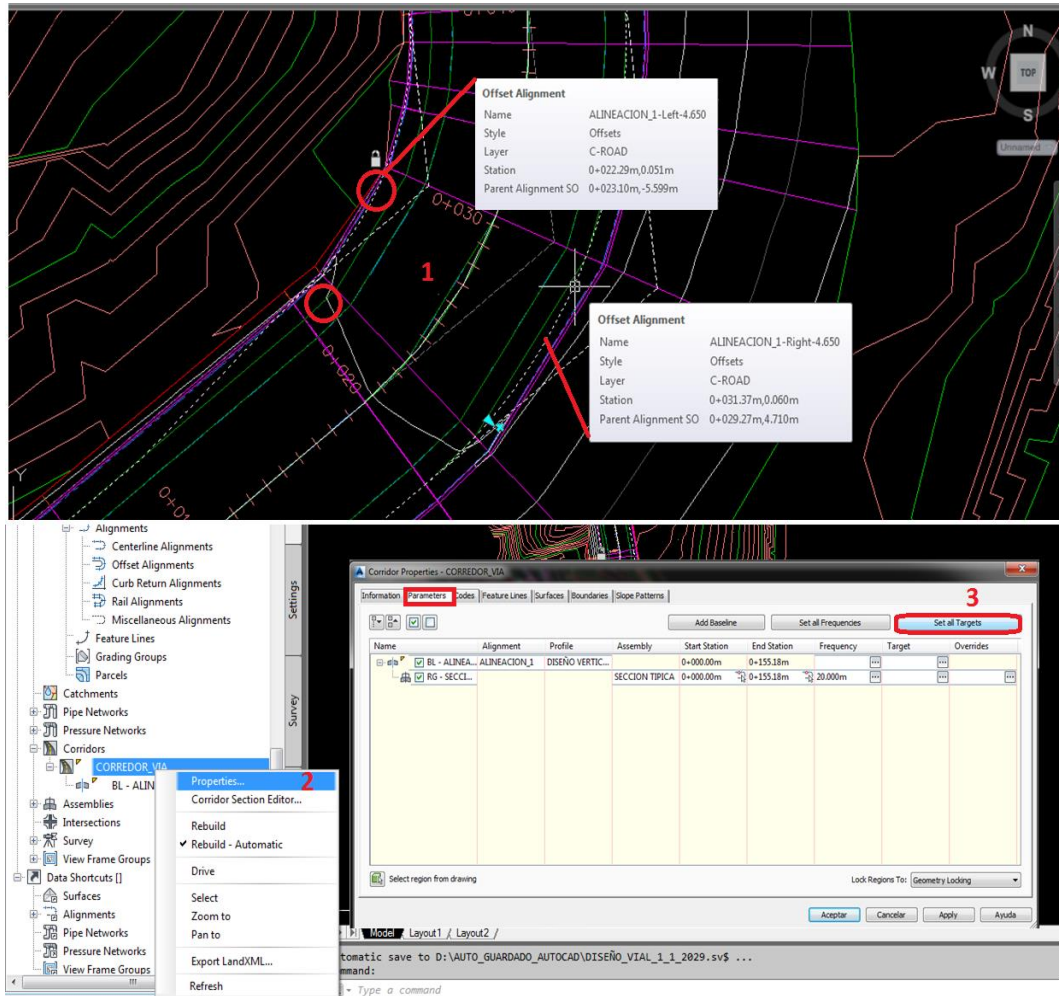 N
W
TOP
S
Unnamed
Offset Alignment
Name ALINEACION_1-Left-4.650
Style Offsets
Layer C-ROAD
Station 0+022.29m,0.051m
Parent Alignment SO 0+023.10m,-5.599m
0+030
1
Offset Alignment
Name ALINEACION_1-Right-4.650
Style Offsets
Layer C-ROAD
Station 0+031.37m,0.060m
Parent Alignment SO 0+029.27m,4.710m
0+020
Y
0+01
Alignments
Centerline Alignments
Offset Alignments
Curb Return Alignments
Rail Alignments
Miscellaneous Alignments
Feature Lines
Grading Groups
Parcels
Catchments
Pipe Networks
Pressure Networks
Corridors
CORREDOR_VIA
BL - ALIN
Assemblies
Intersections
Survey
View Frame Groups
Data Shortcuts []
Surfaces
Alignments
Pipe Networks
Pressure Networks
View Frame Groups
Settings
Survey
Properties... 2
Corridor Section Editor...
Rebuild
Rebuild - Automatic
Drive
Select
Zoom to
Pan to
Export LandXML...
Refresh
Corridor Properties - CORREDOR_VIA
Information Parameters Codes Feature Lines Surfaces Boundaries Slope Patterns
3
Add Baseline Set all Frequencies Set all Targets
Name Alignment Profile Assembly Start Station End Station Frequency Target Overrides
BL - ALINEA... ALINEACION_1 DISEÑO VERTIC... 0+000.00m 0+155.18m
RG - SECCI... SECCION TIPICA 0+000.00m 0+155.18m 20.000m
Select region from drawing
Lock Regions To: Geometry Locking
Aceptar Cancelar Apply Ayuda
Model Layout1 Layout2
tomatic save to D:\AUTO_GUARDADO_AUTOCAD\DISEÑO_VIAL_1_1_2029.sv$ ...
mmand:
Type a command